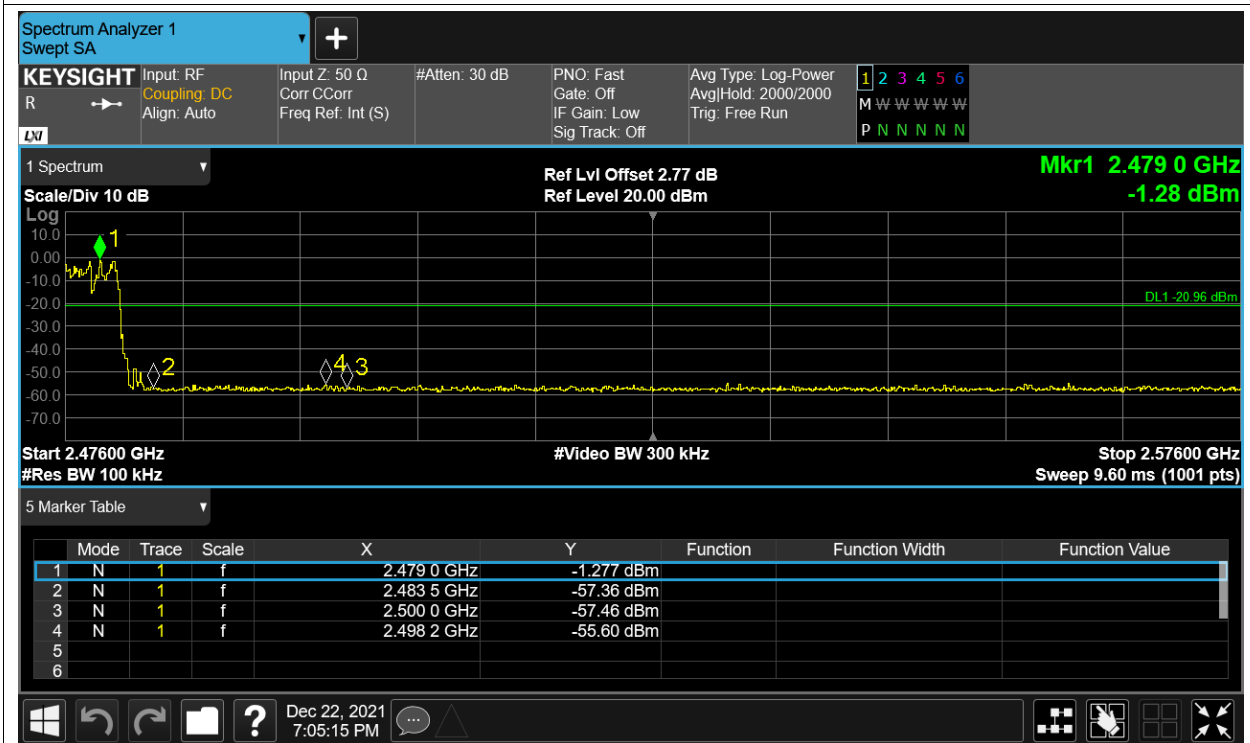 Spectrum Analyzer 1
Swept SA
KEYSIGHT
R
LXI
Input: RF
Coupling: DC
Align: Auto
Input Z: 50 Ω
Corr CCorr
Freq Ref: Int (S)
#Atten: 30 dB
PNO: Fast
Gate: Off
IF Gain: Low
Sig Track: Off
Avg Type: Log-Power
Avg|Hold: 2000/2000
Trig: Free Run
1 2 3 4 5 6
M W W W W W
P N N N N N
1 Spectrum
Scale/Div 10 dB
Ref Lvl Offset 2.77 dB
Ref Level 20.00 dBm
Mkr1 2.479 0 GHz
-1.28 dBm
Log
10.0
0.00
-10.0
-20.0
-30.0
-40.0
-50.0
-60.0
-70.0
1
2
4 3
DL1 -20.96 dBm
Start 2.47600 GHz
#Res BW 100 kHz
#Video BW 300 kHz
Stop 2.57600 GHz
Sweep 9.60 ms (1001 pts)
5 Marker Table
Mode Trace Scale X Y Function Function Width Function Value
1 N 1 f 2.479 0 GHz -1.277 dBm
2 N 1 f 2.483 5 GHz -57.36 dBm
3 N 1 f 2.500 0 GHz -57.46 dBm
4 N 1 f 2.498 2 GHz -55.60 dBm
5
6
?
Dec 22, 2021
7:05:15 PM